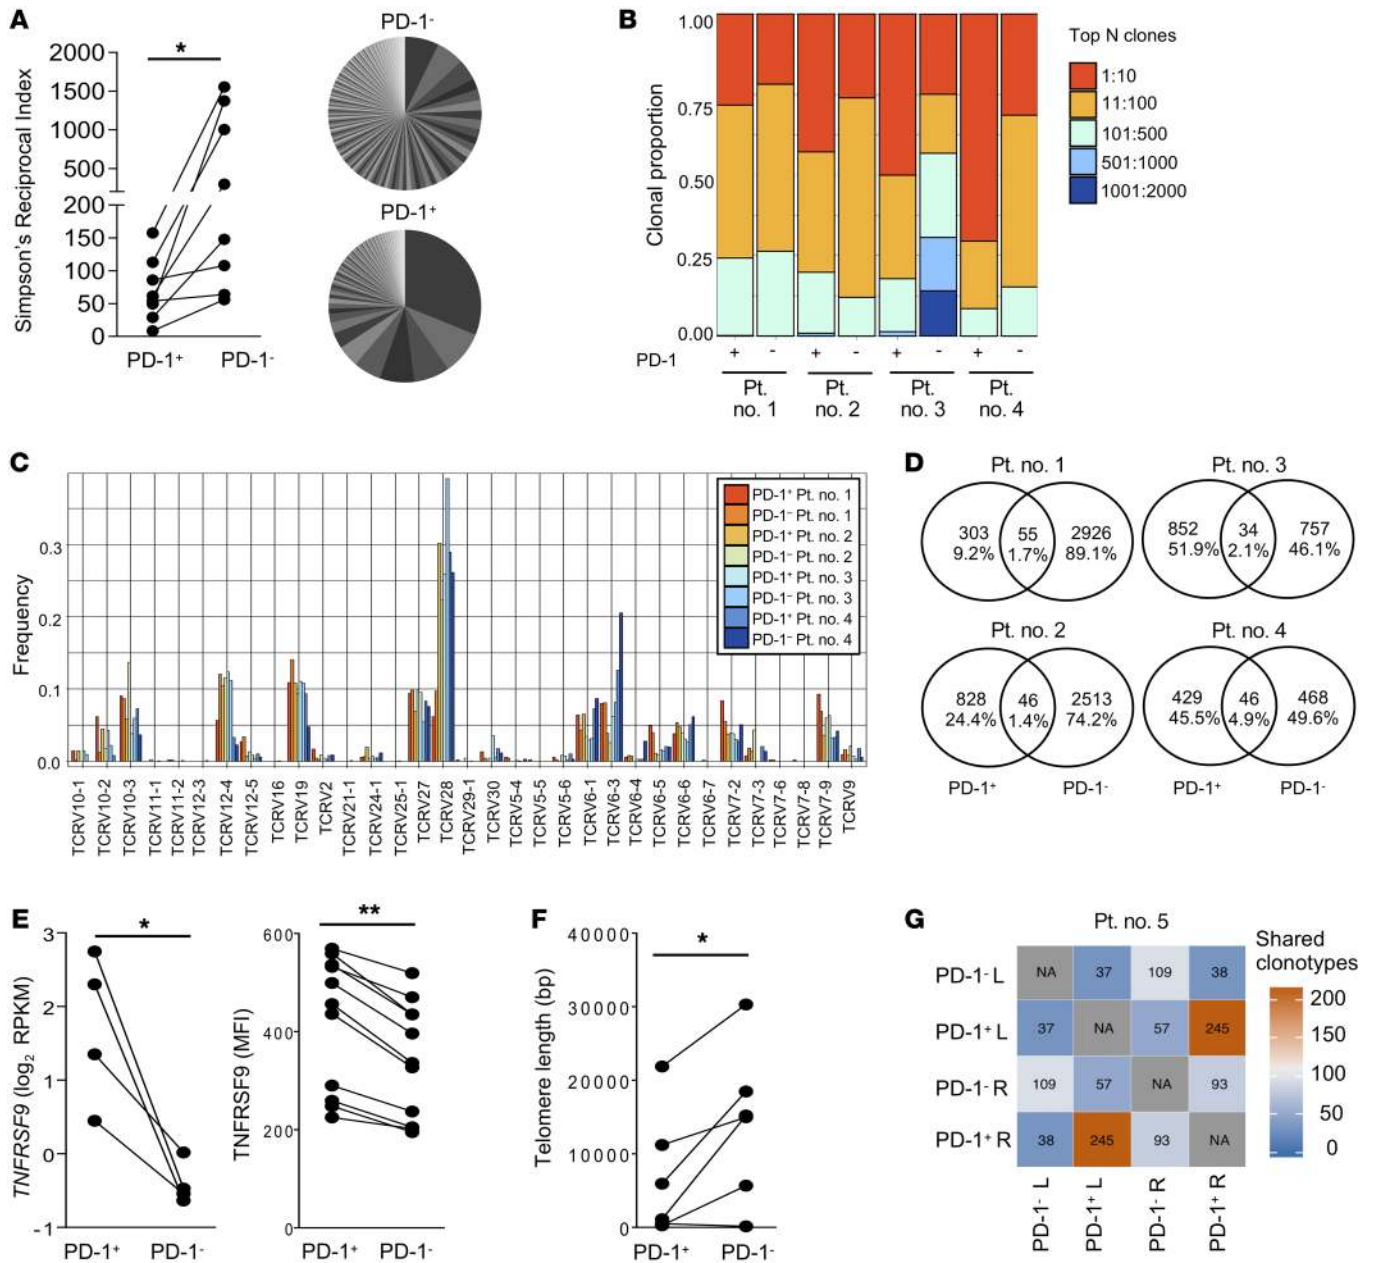 A
Simpson's Reciprocal Index
2000
1500
1000
500
200
150
100
50
0
*
PD-1+
PD-1-
PD-1-
PD-1+
B
Clonal proportion
1.00
0.75
0.50
0.25
0.00
PD-1
+ - + - + - + -
Pt. no. 1
Pt. no. 2
Pt. no. 3
Pt. no. 4
Top N clones
1:10
11:100
101:500
501:1000
1001:2000
C
Frequency
0.3
0.2
0.1
0.0
PD-1+ Pt. no. 1
PD-1- Pt. no. 1
PD-1+ Pt. no. 2
PD-1- Pt. no. 2
PD-1+ Pt. no. 3
PD-1- Pt. no. 3
PD-1+ Pt. no. 4
PD-1- Pt. no. 4
TCRV10-1
TCRV10-2
TCRV10-3
TCRV11-1
TCRV11-2
TCRV12-3
TCRV12-4
TCRV12-5
TCRV16
TCRV19
TCRV2
TCRV21-1
TCRV24-1
TCRV25-1
TCRV27
TCRV28
TCRV29-1
TCRV30
TCRV5-4
TCRV5-5
TCRV5-6
TCRV6-1
TCRV6-3
TCRV6-4
TCRV6-5
TCRV6-6
TCRV6-7
TCRV7-2
TCRV7-3
TCRV7-6
TCRV7-8
TCRV7-9
TCRV9
D
Pt. no. 1
303 55 2926
9.2% 1.7% 89.1%
Pt. no. 3
852 34 757
51.9% 2.1% 46.1%
Pt. no. 2
828 46 2513
24.4% 1.4% 74.2%
Pt. no. 4
429 46 468
45.5% 4.9% 49.6%
PD-1+ PD-1- PD-1+ PD-1-
E
TNFRSF9 (log2 RPKM)
3
2
1
0
-1
*
PD-1+ PD-1-
TNFRSF9 (MFI)
600
400
200
0
**
PD-1+ PD-1-
F
Telomere length (bp)
40000
30000
20000
10000
0
*
PD-1+ PD-1-
G
Pt. no. 5
PD-1- L NA 37 109 38
PD-1+ L 37 NA 57 245
PD-1- R 109 57 NA 93
PD-1+ R 38 245 93 NA
PD-1- L
PD-1+ L
PD-1- R
PD-1+ R
Shared
clonotypes
200
150
100
50
0